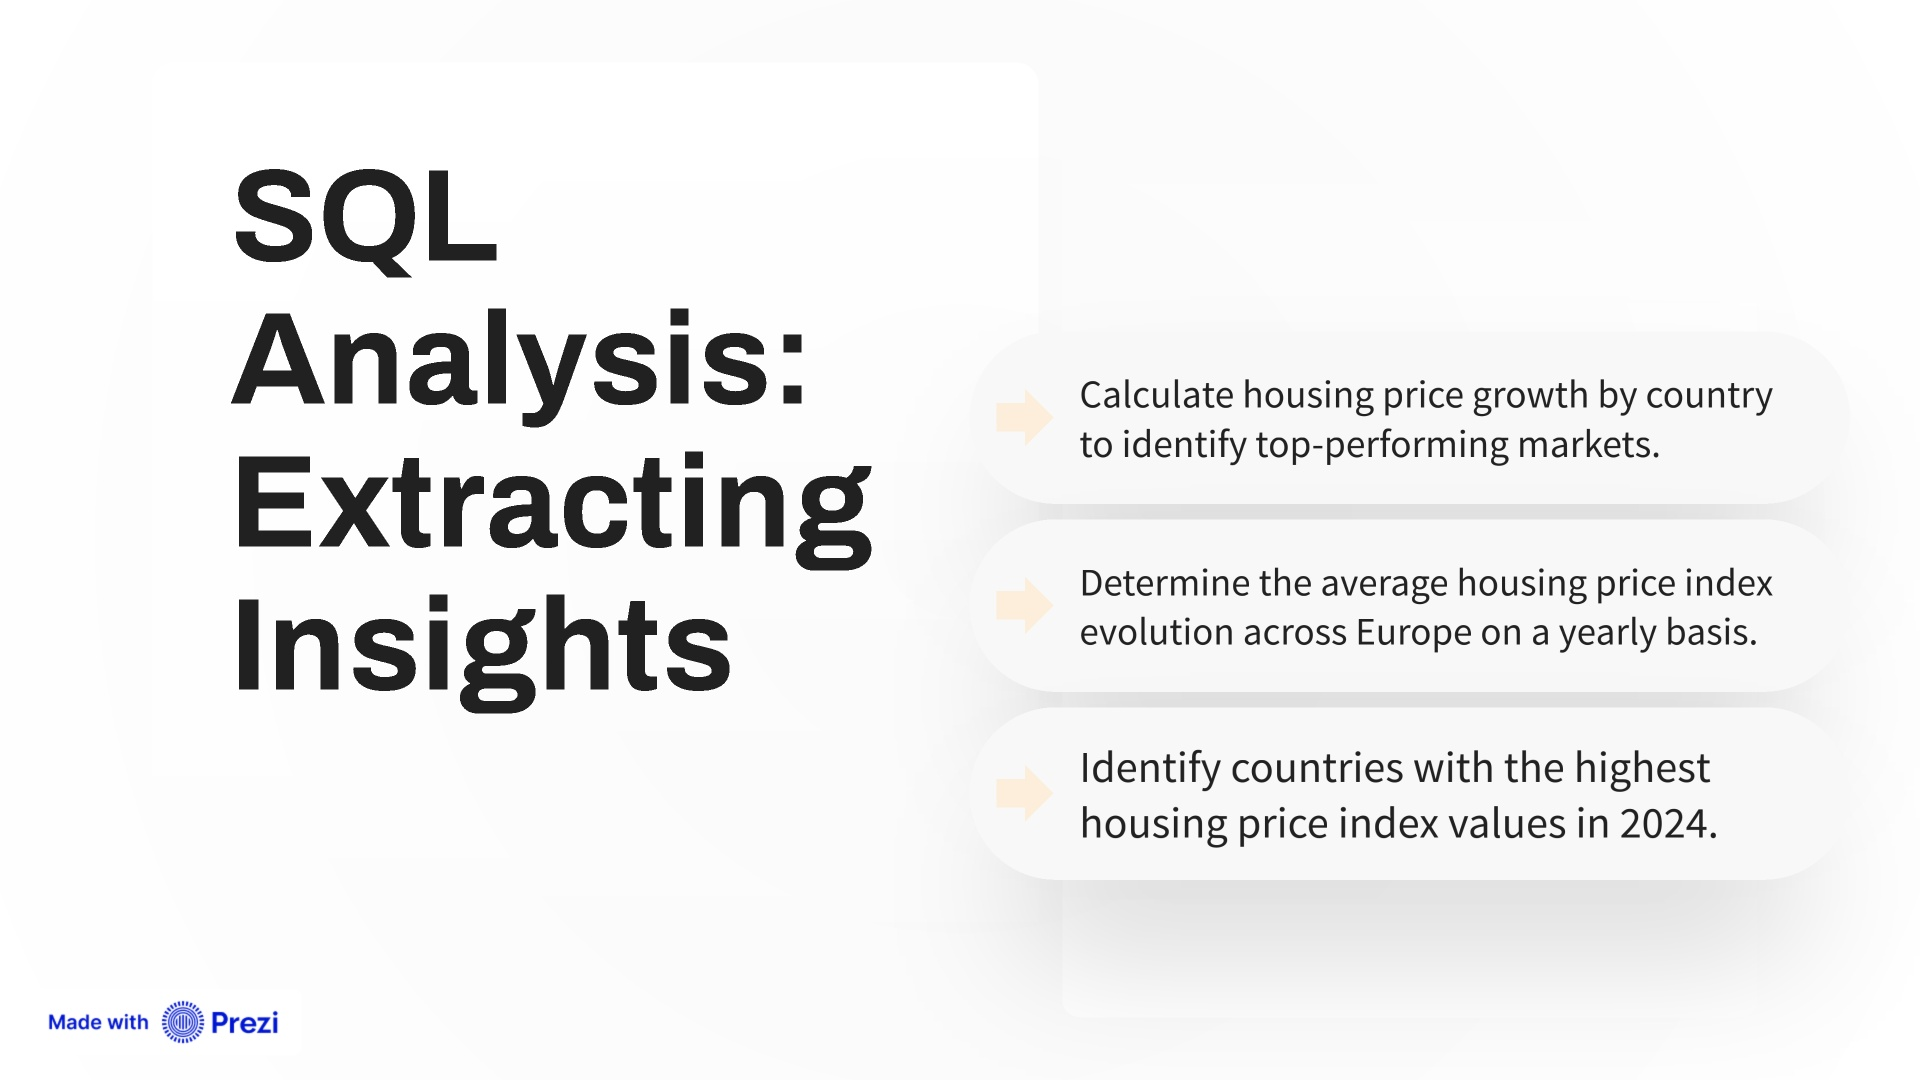 SQL
Analysis:
Extracting
Insights
Calculate housing price growth by country
to identify top-performing markets.
Determine the average housing price index
evolution across Europe on a yearly basis.
Identify countries with the highest
housing price index values in 2024.
Made with Prezi